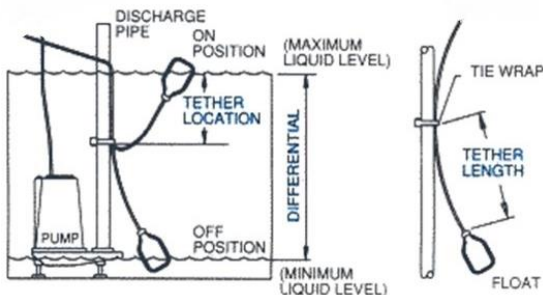 DISCHARGE
PIPE
ON
POSITION
(MAXIMUM
LIQUID LEVEL)
TETHER
LOCATION
DIFFERENTIAL
PUMP
OFF
POSITION
(MINIMUM
LIQUID LEVEL)
TIE WRAP
TETHER
LENGTH
FLOAT